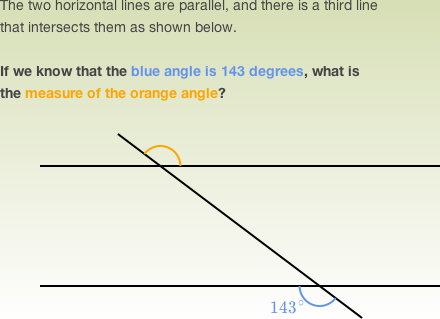 The two horizontal lines are parallel, and there is a third line
that intersects them as shown below.
If we know that the blue angle is 143 degrees, what is
the measure of the orange angle?
143°